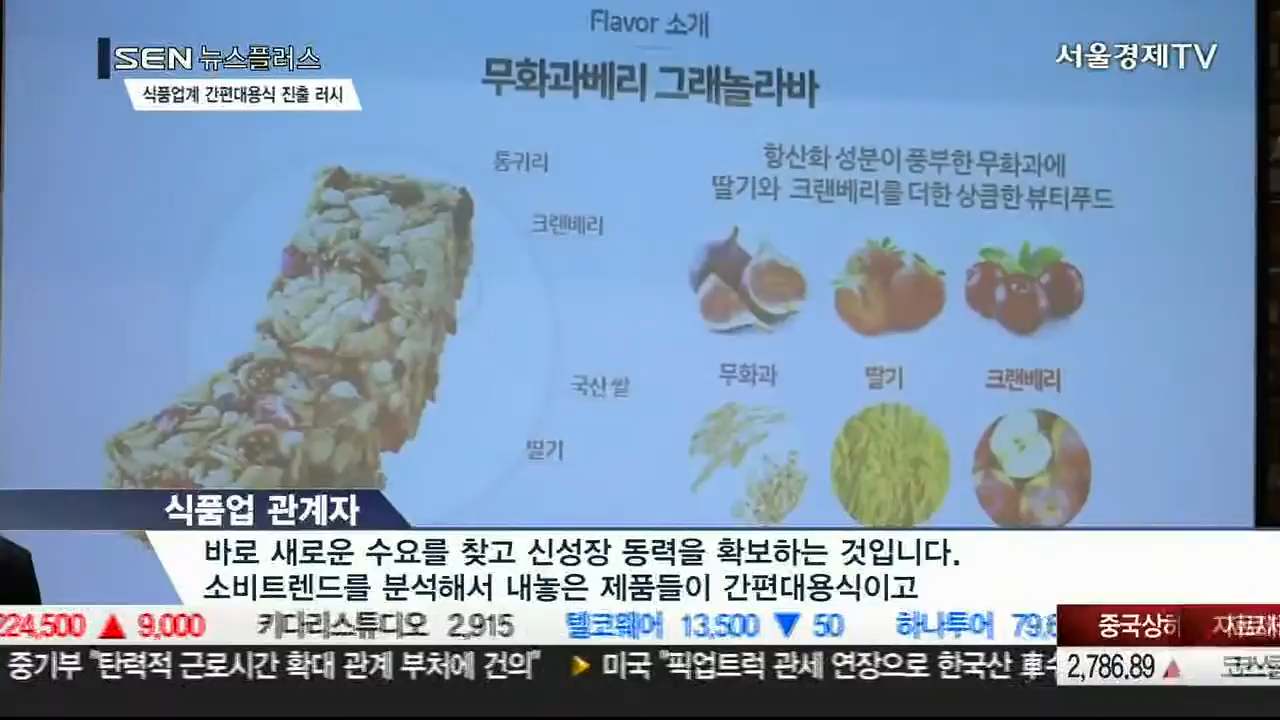 Flavor 소개
SEN 뉴스플러스
서울경제TV
식품업계 간편대용식 진출 러시
무화과베리 그래놀라바
통귀리
크랜베리
국산 쌀
딸기
항산화 성분이 풍부한 무화과에
딸기와 크랜베리를 더한 상큼한 뷰티푸드
무화과
딸기
크랜베리
식품업 관계자
바로 새로운 수요를 찾고 신성장 동력을 확보하는 것입니다.
소비트렌드를 분석해서 내놓은 제품들이 간편대용식이고
224,500 ▲ 9,000 키다리스튜디오 2,915 텔코웨어 13,500 ▼ 50 하나투어 79,6
중국상해
중기부 "탄력적 근로시간 확대 관계 부처에 건의" ▶ 미국 "픽업트럭 관세 연장으로 한국산 車
2,786.89 ▲